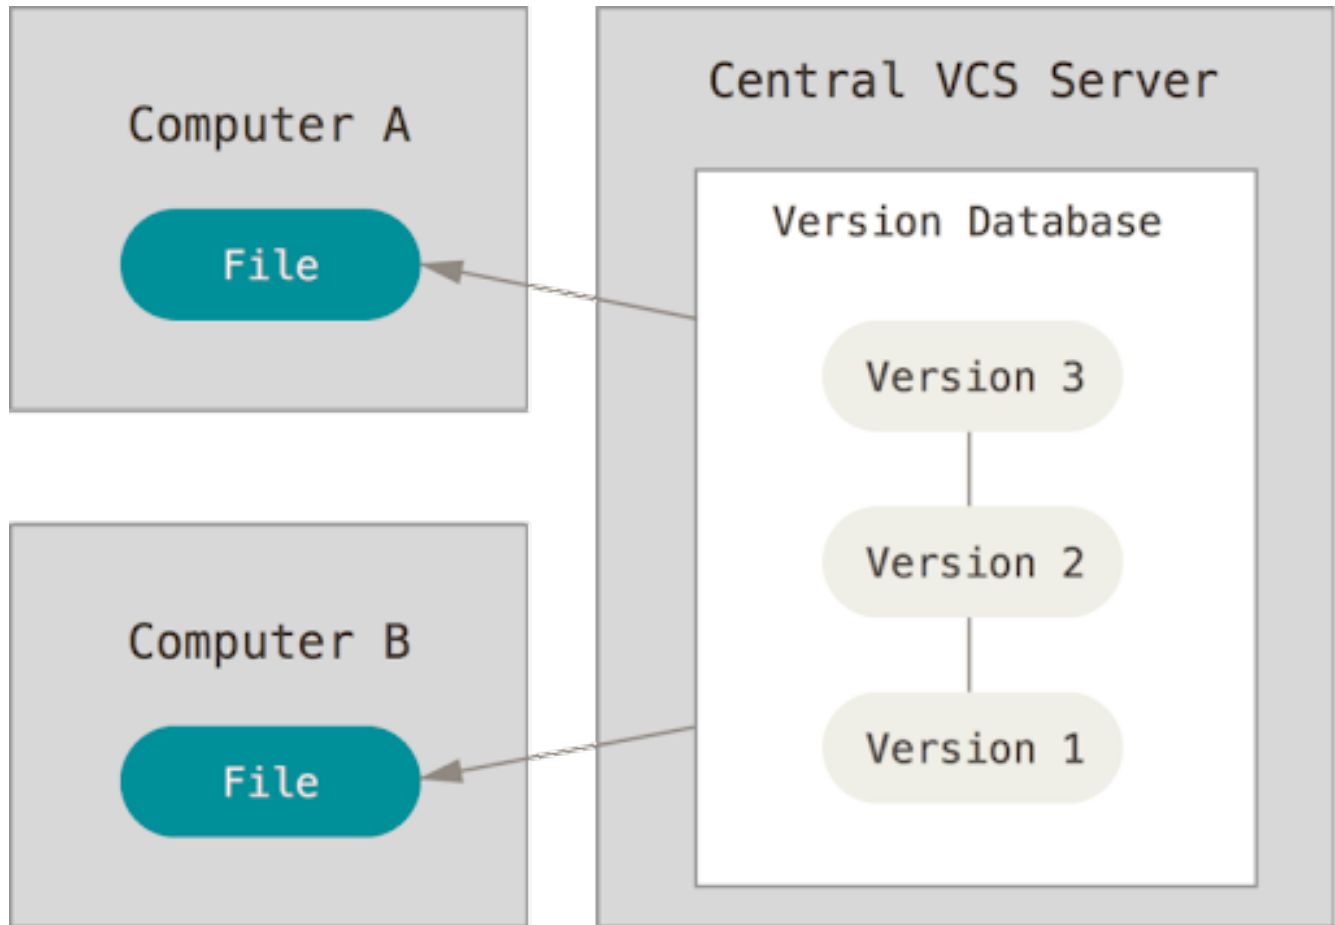 Computer A
File
Computer B
File
Central VCS Server
Version Database
Version 3
Version 2
Version 1